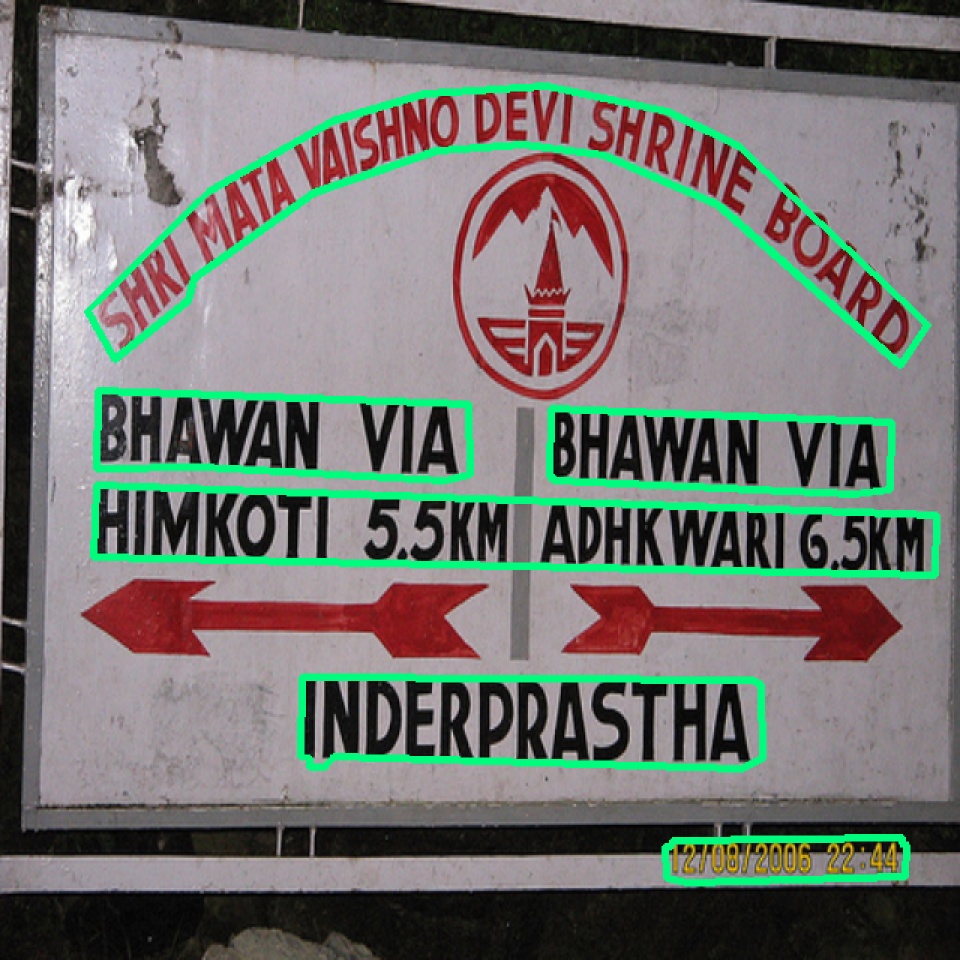 SHRI MATA VAISHNO DEVI SHRINE BOARD
BHAWAN VIA
BHAWAN VIA
HIMKOTI 5.5KM ADHKWARI 6.5KM
INDERPRASTHA
12/08/2006 22:44